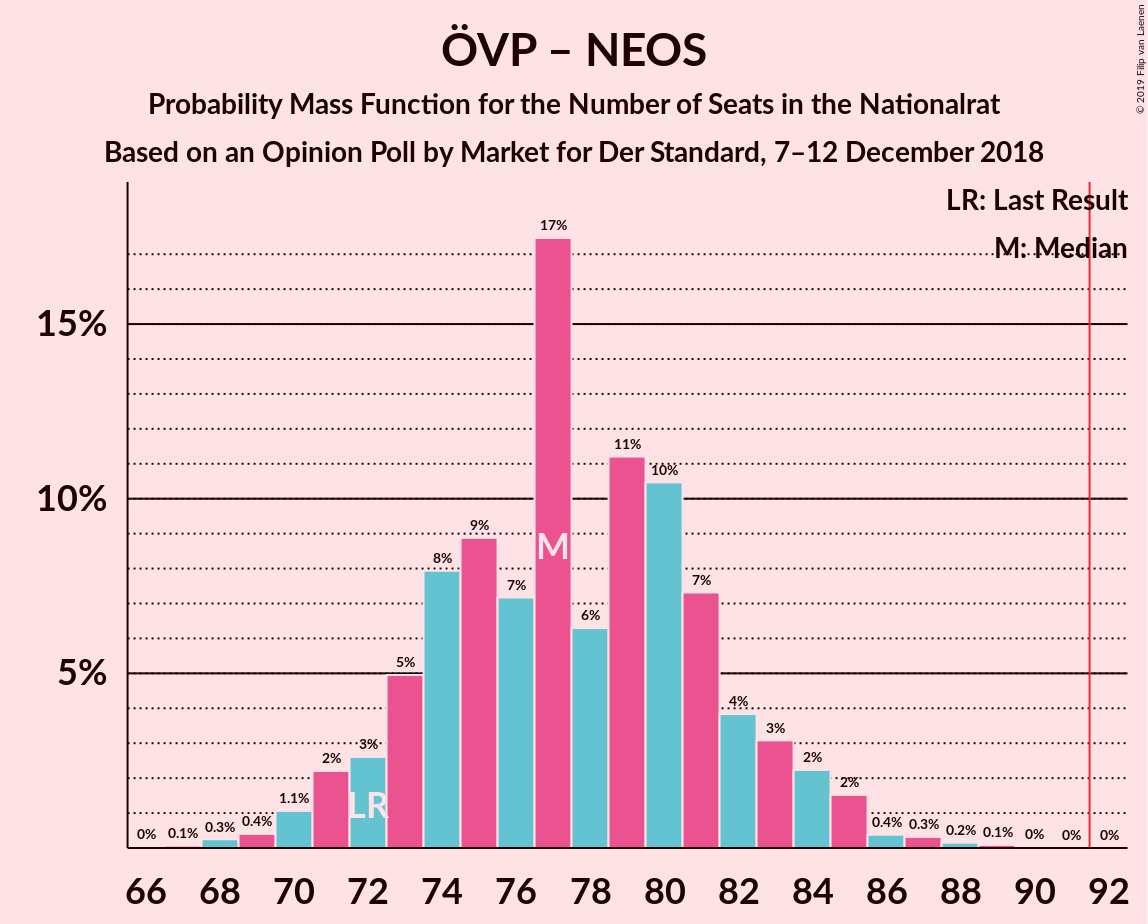 ÖVP – NEOS
Probability Mass Function for the Number of Seats in the Nationalrat
Based on an Opinion Poll by Market for Der Standard, 7–12 December 2018
© 2019 Filip van Laenen
LR: Last Result
M: Median
15%
10%
5%
0% 0.1% 0.3% 0.4% 1.1% 2% 3% 5% 8% 9% 7% 17% 6% 11% 10% 7% 4% 3% 2% 2% 0.4% 0.3% 0.2% 0.1% 0% 0% 0%
M
LR
66 68 70 72 74 76 78 80 82 84 86 88 90 92